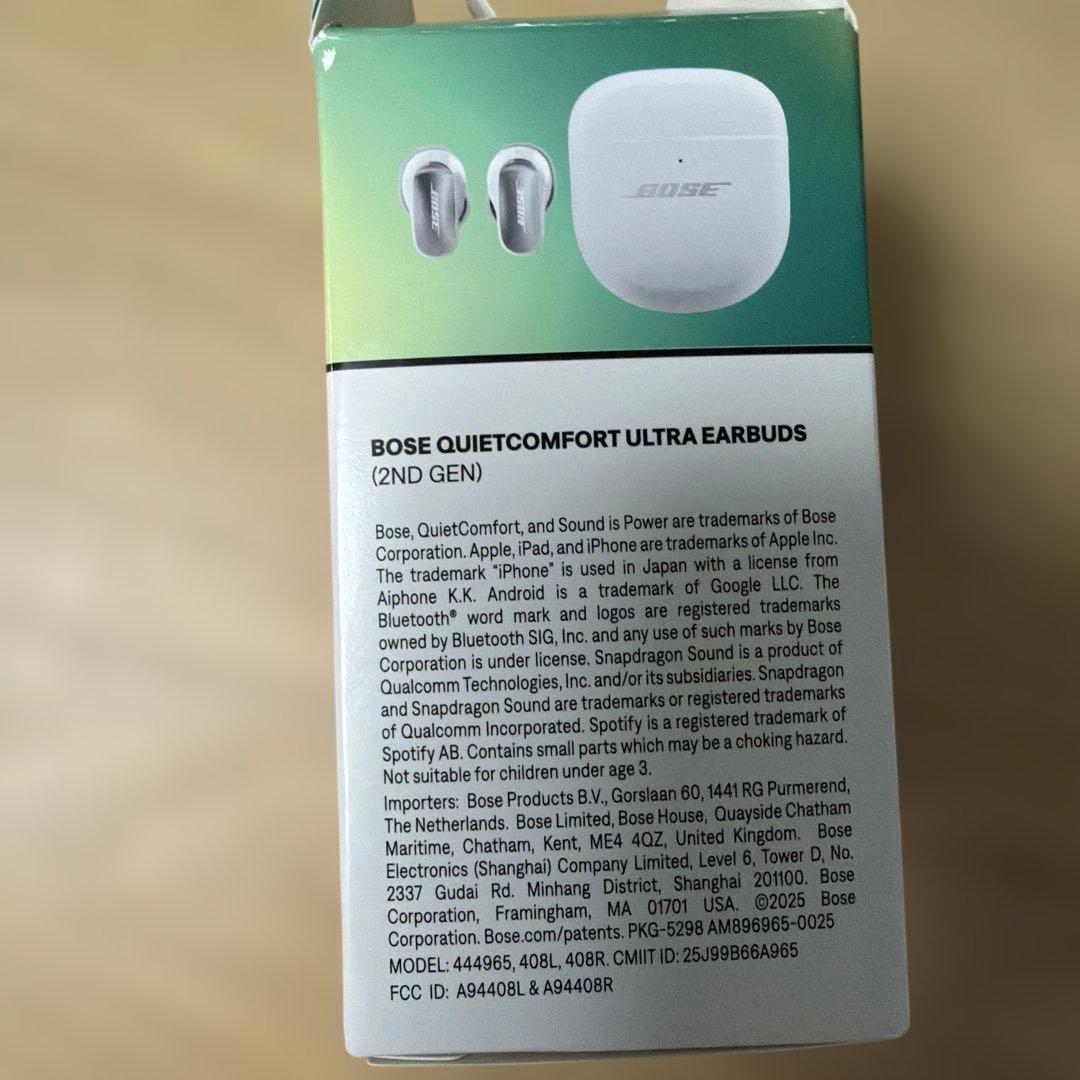 BOSE
BOSE
BOSE
BOSE QUIETCOMFORT ULTRA EARBUDS
(2ND GEN)
Bose, QuietComfort, and Sound is Power are trademarks of Bose
Corporation. Apple, iPad, and iPhone are trademarks of Apple Inc.
The trademark “iPhone” is used in Japan with a license from
Aiphone K.K. Android is a trademark of Google LLC. The
Bluetooth® word mark and logos are registered trademarks
owned by Bluetooth SIG, Inc. and any use of such marks by Bose
Corporation is under license. Snapdragon Sound is a product of
Qualcomm Technologies, Inc. and/or its subsidiaries. Snapdragon
and Snapdragon Sound are trademarks or registered trademarks
of Qualcomm Incorporated. Spotify is a registered trademark of
Spotify AB. Contains small parts which may be a choking hazard.
Not suitable for children under age 3.
Importers: Bose Products B.V., Gorslaan 60, 1441 RG Purmerend,
The Netherlands. Bose Limited, Bose House, Quayside Chatham
Maritime, Chatham, Kent, ME4 4QZ, United Kingdom. Bose
Electronics (Shanghai) Company Limited, Level 6, Tower D, No.
2337 Gudai Rd. Minhang District, Shanghai 201100. Bose
Corporation, Framingham, MA 01701 USA. ©2025 Bose
Corporation. Bose.com/patents. PKG-5298 AM896965-0025
MODEL: 444965, 408L, 408R. CMIIT ID: 25J99B66A965
FCC ID: A94408L & A94408R